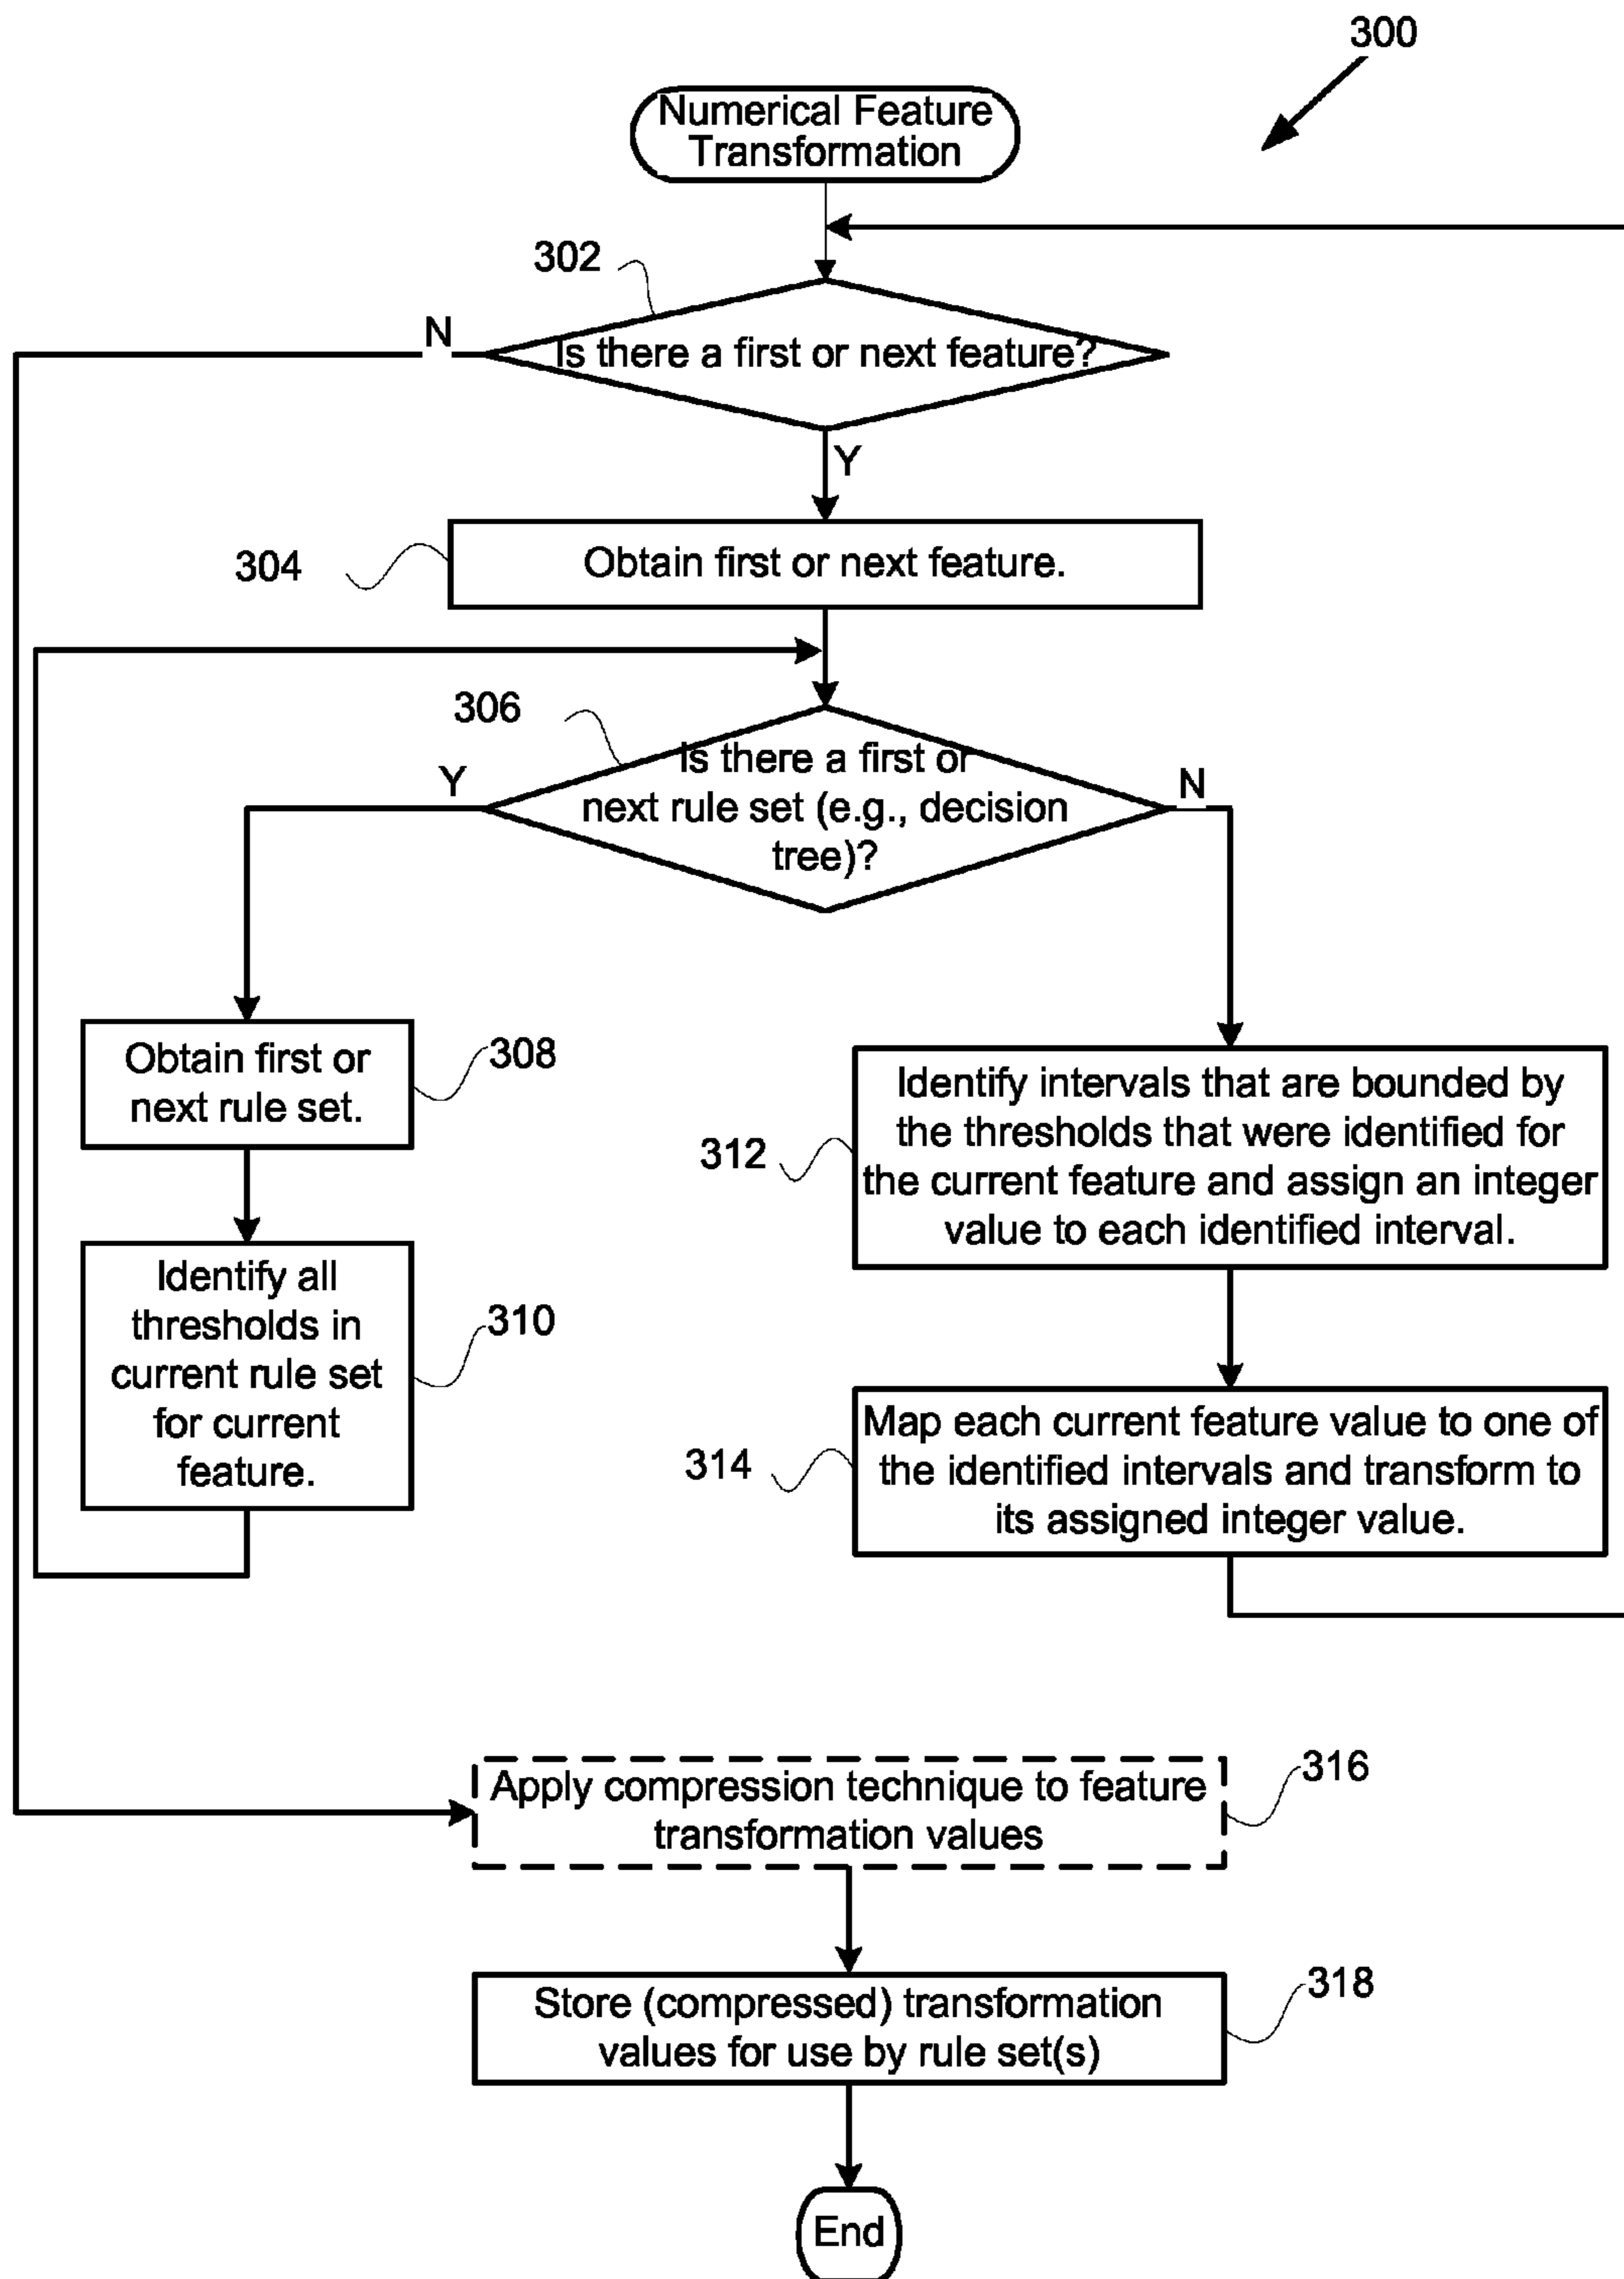 300
Numerical Feature
Transformation
302
N
Is there a first or next feature?
Y
304
Obtain first or next feature.
306
Y
Is there a first or
next rule set (e.g., decision
tree)?
N
Obtain first or
next rule set.
308
Identify all
thresholds in
current rule set
for current
feature.
310
312
Identify intervals that are bounded by
the thresholds that were identified for
the current feature and assign an integer
value to each identified interval.
314
Map each current feature value to one of
the identified intervals and transform to
its assigned integer value.
Apply compression technique to feature
transformation values
316
Store (compressed) transformation
values for use by rule set(s)
318
End